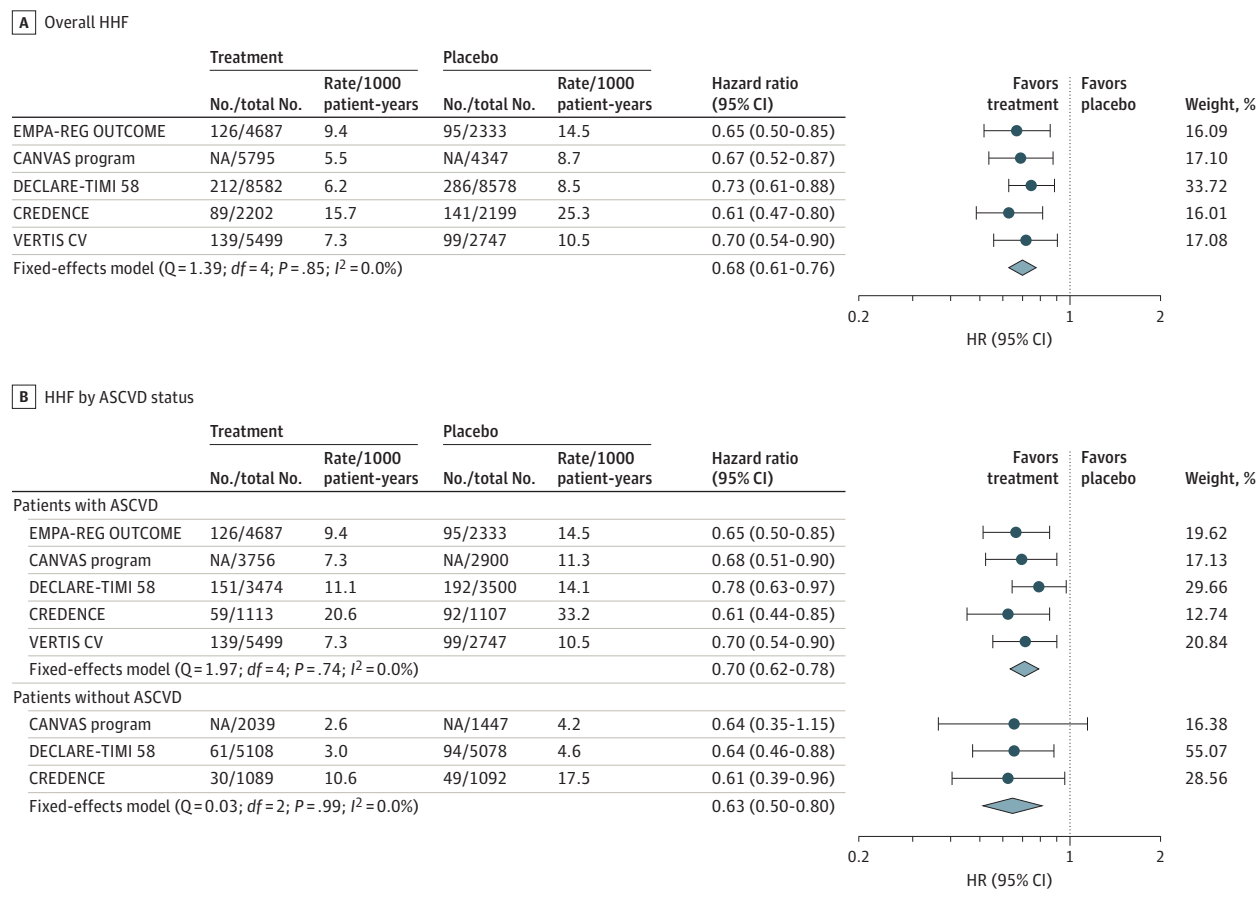 A Overall HHF
Treatment Placebo
No./total No. Rate/1000 patient-years No./total No. Rate/1000 patient-years Hazard ratio (95% CI) Favors treatment Favors placebo Weight, %
EMPA-REG OUTCOME 126/4687 9.4 95/2333 14.5 0.65 (0.50-0.85) 16.09
CANVAS program NA/5795 5.5 NA/4347 8.7 0.67 (0.52-0.87) 17.10
DECLARE-TIMI 58 212/8582 6.2 286/8578 8.5 0.73 (0.61-0.88) 33.72
CREDENCE 89/2202 15.7 141/2199 25.3 0.61 (0.47-0.80) 16.01
VERTIS CV 139/5499 7.3 99/2747 10.5 0.70 (0.54-0.90) 17.08
Fixed-effects model (Q = 1.39; df = 4; P = .85; I² = 0.0%) 0.68 (0.61-0.76)
0.2 1 2
HR (95% CI)
B HHF by ASCVD status
Treatment Placebo
No./total No. Rate/1000 patient-years No./total No. Rate/1000 patient-years Hazard ratio (95% CI) Favors treatment Favors placebo Weight, %
Patients with ASCVD
EMPA-REG OUTCOME 126/4687 9.4 95/2333 14.5 0.65 (0.50-0.85) 19.62
CANVAS program NA/3756 7.3 NA/2900 11.3 0.68 (0.51-0.90) 17.13
DECLARE-TIMI 58 151/3474 11.1 192/3500 14.1 0.78 (0.63-0.97) 29.66
CREDENCE 59/1113 20.6 92/1107 33.2 0.61 (0.44-0.85) 12.74
VERTIS CV 139/5499 7.3 99/2747 10.5 0.70 (0.54-0.90) 20.84
Fixed-effects model (Q = 1.97; df = 4; P = .74; I² = 0.0%) 0.70 (0.62-0.78)
Patients without ASCVD
CANVAS program NA/2039 2.6 NA/1447 4.2 0.64 (0.35-1.15) 16.38
DECLARE-TIMI 58 61/5108 3.0 94/5078 4.6 0.64 (0.46-0.88) 55.07
CREDENCE 30/1089 10.6 49/1092 17.5 0.61 (0.39-0.96) 28.56
Fixed-effects model (Q = 0.03; df = 2; P = .99; I² = 0.0%) 0.63 (0.50-0.80)
0.2 1 2
HR (95% CI)